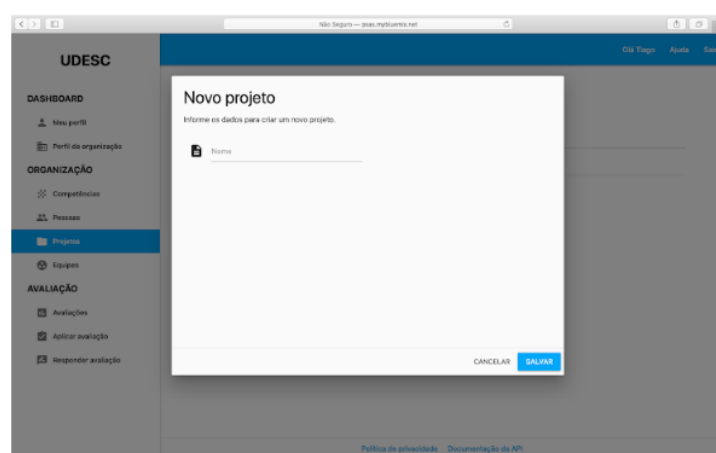 Não Seguro — psas.mybluemix.net
Olá Tiago Ajuda Sair
UDESC
DASHBOARD
Meu perfil
Perfil da organização
ORGANIZAÇÃO
Competências
Pessoas
Projetos
Equipes
AVALIAÇÃO
Avaliações
Aplicar avaliação
Responder avaliação
Novo projeto
Informe os dados para criar um novo projeto.
Nome
CANCELAR SALVAR
Política de privacidade Documentação da API